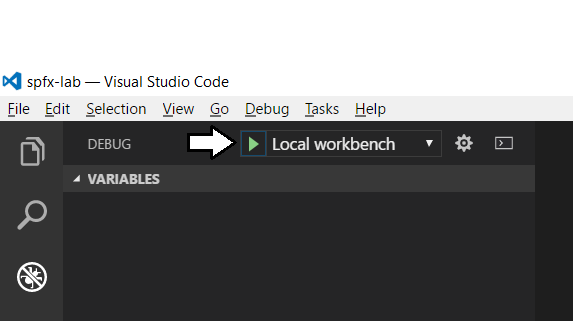 spfx-lab — Visual Studio Code
File Edit Selection View Go Debug Tasks Help
DEBUG Local workbench
VARIABLES